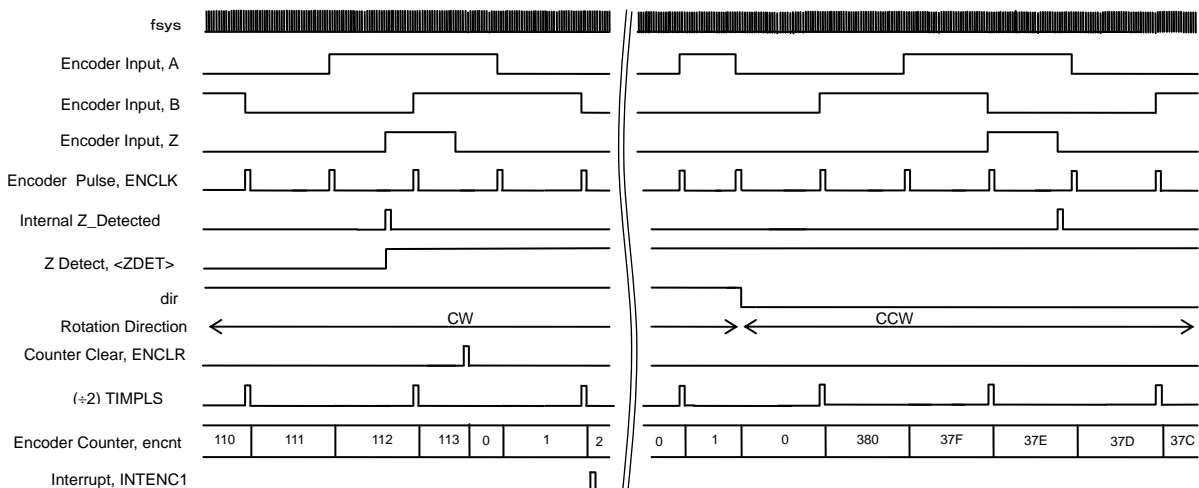 fsys
Encoder Input, A
Encoder Input, B
Encoder Input, Z
Encoder Pulse, ENCLK
Internal Z_Detected
Z Detect, <ZDET>
dir
Rotation Direction CW CCW
Counter Clear, ENCLR
(÷2) TIMPLS
Encoder Counter, encnt 110 111 112 113 0 1 2 0 1 0 380 37F 37E 37D 37C
Interrupt, INTENC1